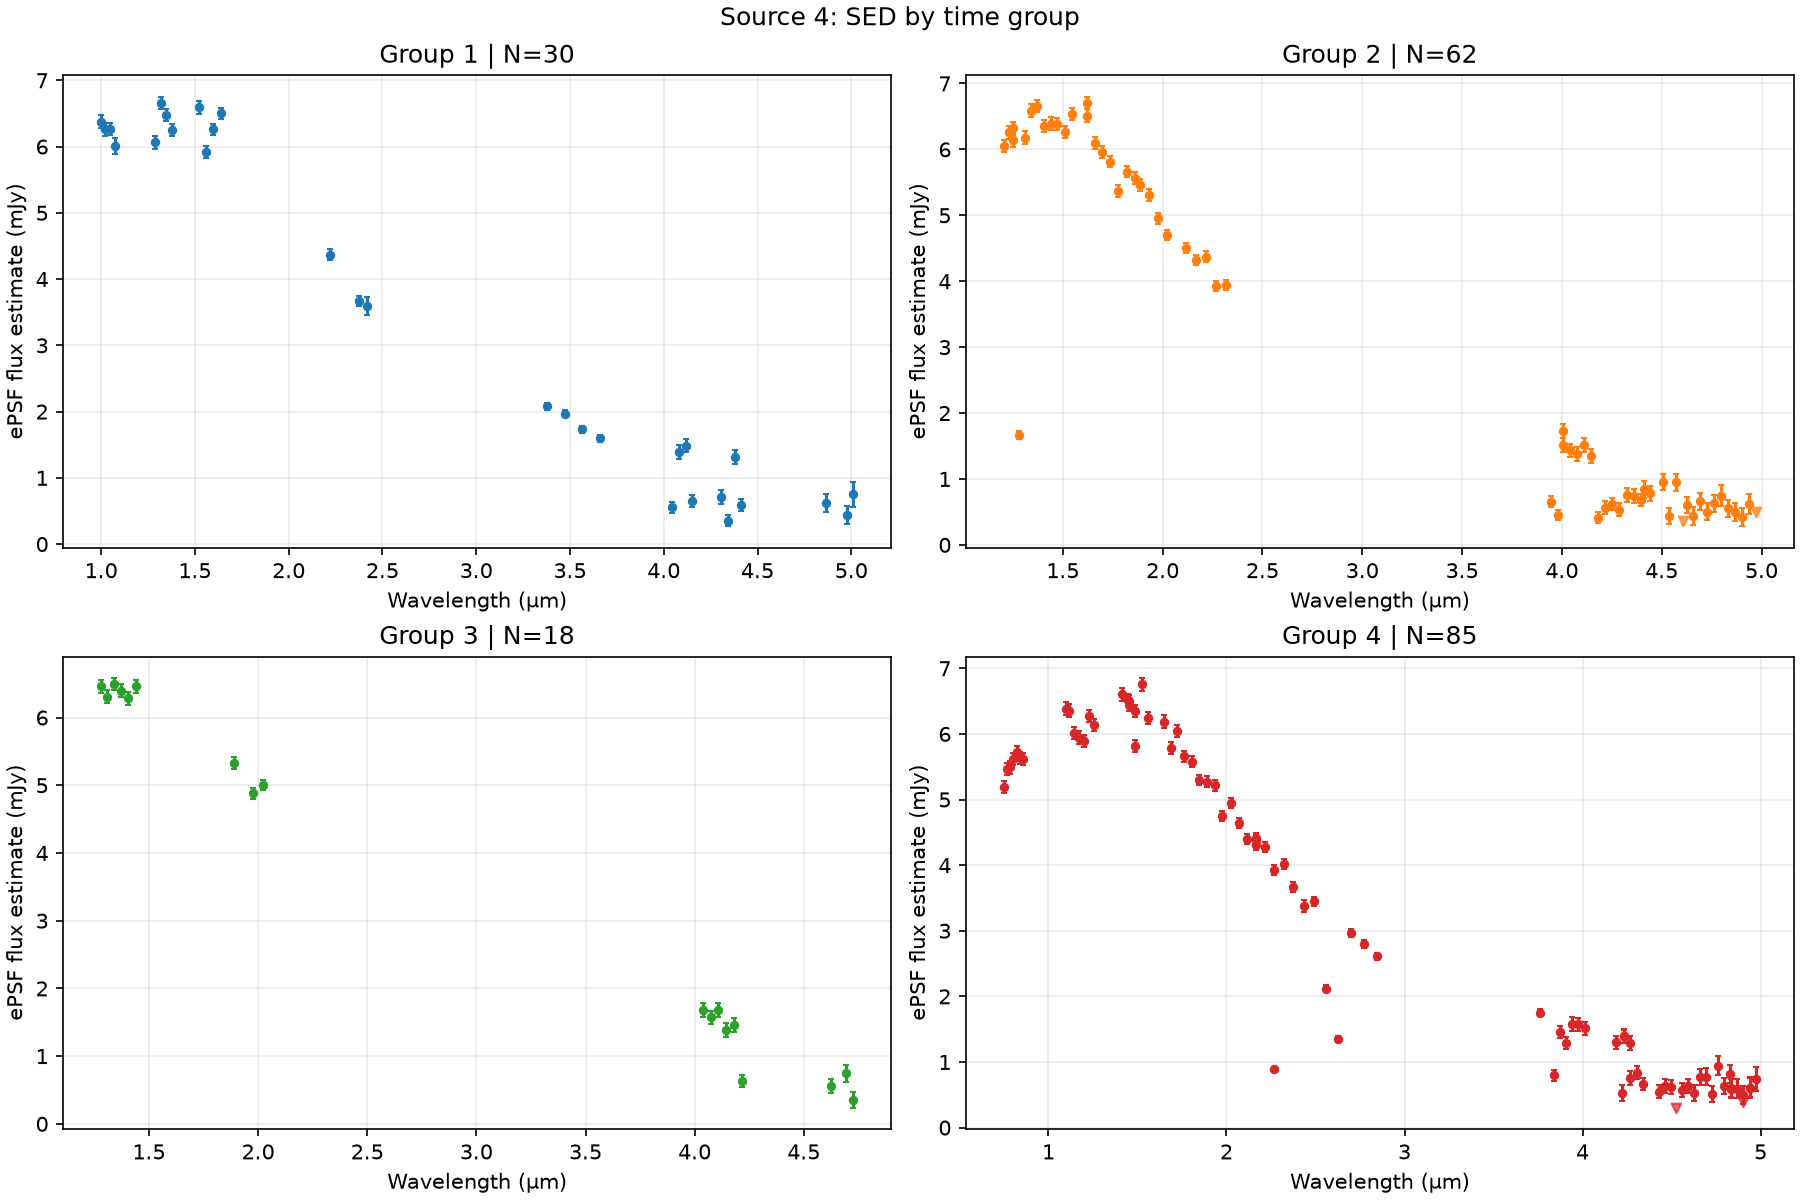 Source 4: SED by time group
Group 1 | N=30
7
6
5
4
3
2
1
0
ePSF flux estimate (mJy)
1.0 1.5 2.0 2.5 3.0 3.5 4.0 4.5 5.0
Wavelength (μm)
Group 2 | N=62
7
6
5
4
3
2
1
0
ePSF flux estimate (mJy)
1.5 2.0 2.5 3.0 3.5 4.0 4.5 5.0
Wavelength (μm)
Group 3 | N=18
6
5
4
3
2
1
0
ePSF flux estimate (mJy)
1.5 2.0 2.5 3.0 3.5 4.0 4.5
Wavelength (μm)
Group 4 | N=85
7
6
5
4
3
2
1
0
ePSF flux estimate (mJy)
1 2 3 4 5
Wavelength (μm)